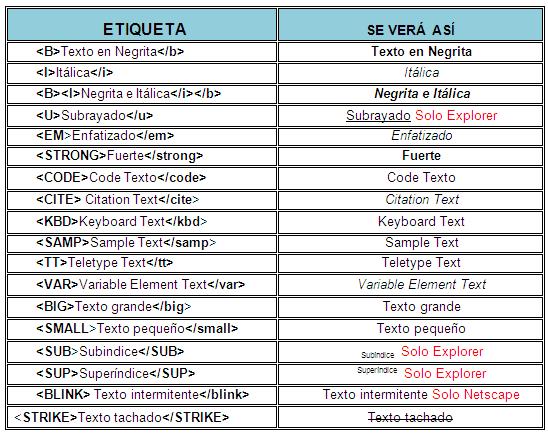 ETIQUETA SE VERÁ ASÍ
<B>Texto en Negrita</b> Texto en Negrita
<I>Itálica</i> Itálica
<B><I>Negrita e Itálica</i></b> Negrita e Itálica
<U>Subrayado</u> Subrayado Solo Explorer
<EM>Enfatizado</em> Enfatizado
<STRONG>Fuerte</strong> Fuerte
<CODE>Code Texto</code> Code Texto
<CITE> Citation Text</cite> Citation Text
<KBD>Keyboard Text</kbd> Keyboard Text
<SAMP>Sample Text</samp> Sample Text
<TT>Teletype Text</tt> Teletype Text
<VAR>Variable Element Text</var> Variable Element Text
<BIG>Texto grande</big> Texto grande
<SMALL>Texto pequeño</small> Texto pequeño
<SUB>Subindice</SUB> Subindice Solo Explorer
<SUP>Superíndice</SUP> Superíndice Solo Explorer
<BLINK> Texto intermitente</blink> Texto intermitente Solo Netscape
<STRIKE>Texto tachado</STRIKE> Texto tachado